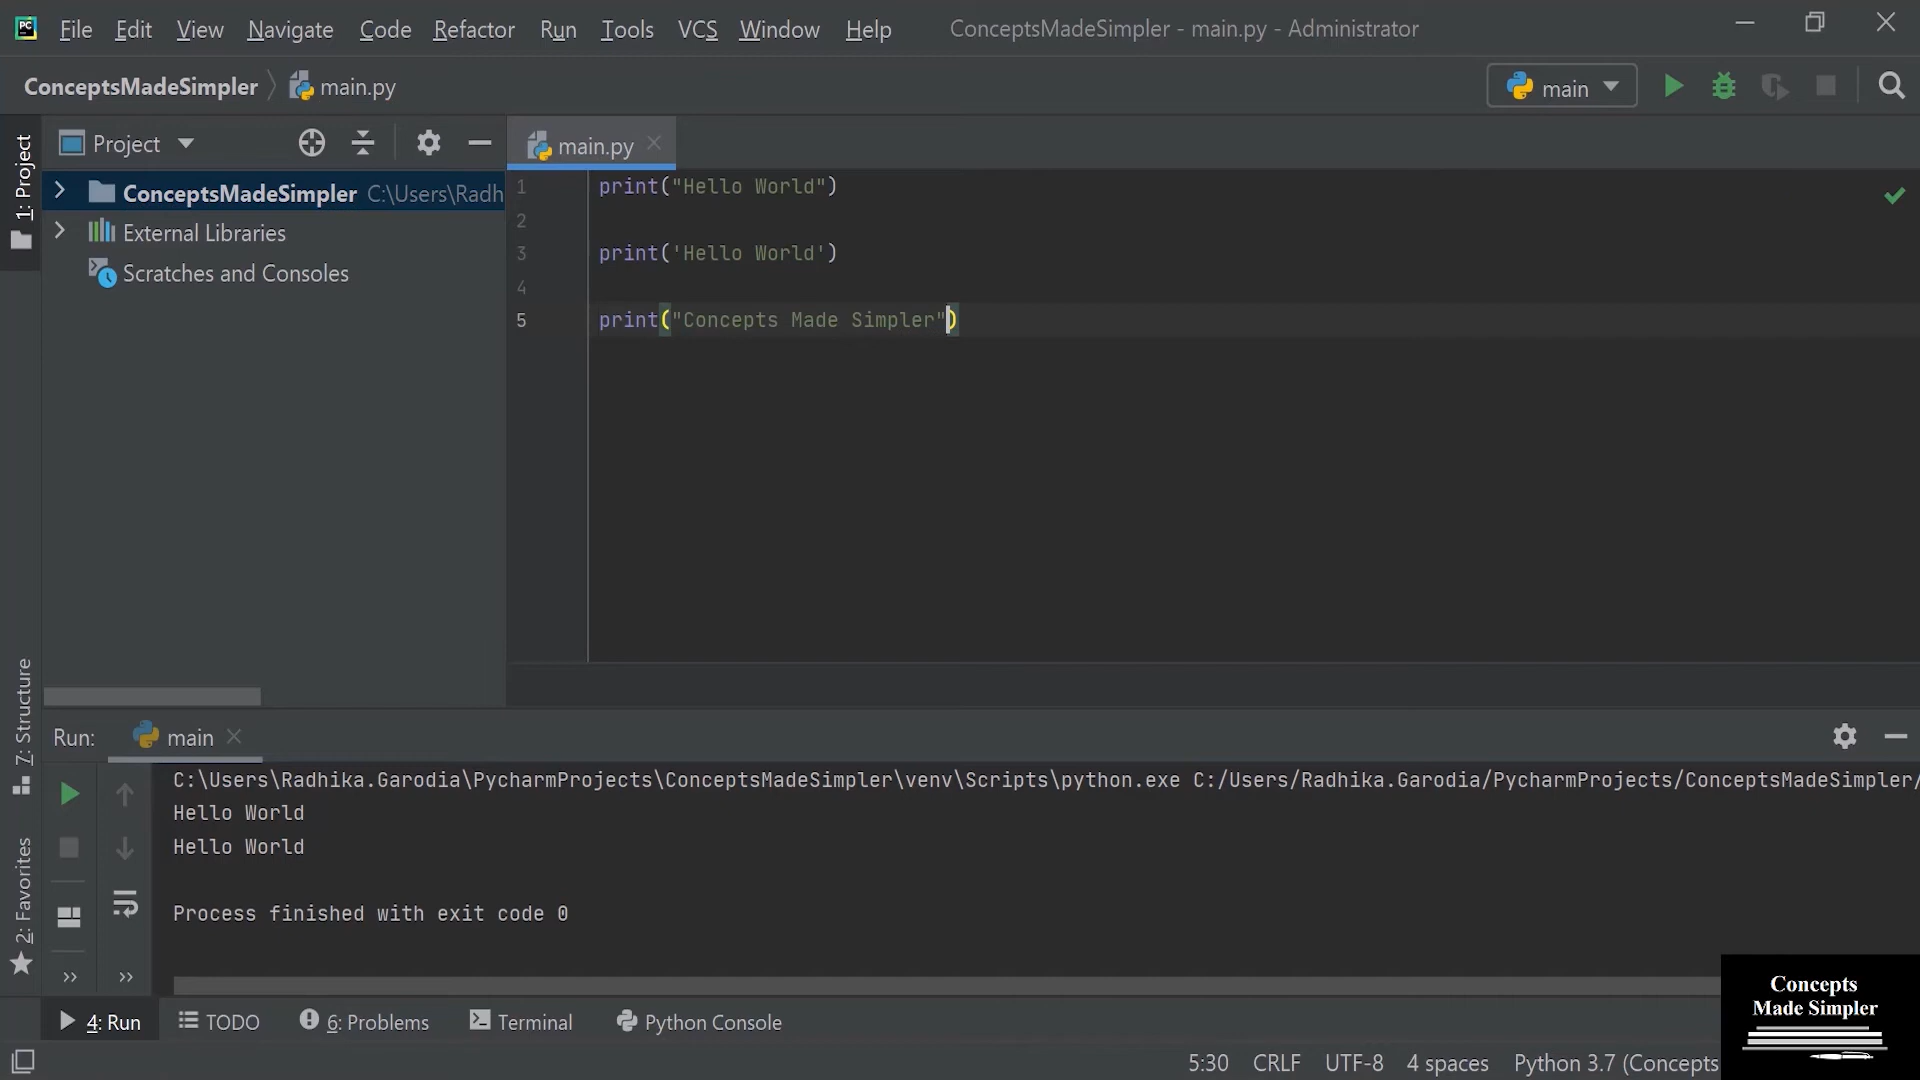 File Edit View Navigate Code Refactor Run Tools VCS Window Help ConceptsMadeSimpler - main.py - Administrator
ConceptsMadeSimpler main.py main
1: Project
Project
main.py
ConceptsMadeSimpler C:\Users\Radh
External Libraries
Scratches and Consoles
1 print("Hello World")
2
3 print('Hello World')
4
5 print("Concepts Made Simpler")
7: Structure
2: Favorites
Run: main
C:\Users\Radhika.Garodia\PycharmProjects\ConceptsMadeSimpler\venv\Scripts\python.exe C:/Users/Radhika.Garodia/PycharmProjects/ConceptsMadeSimpler/
Hello World
Hello World
Process finished with exit code 0
4: Run TODO 6: Problems Terminal Python Console
5:30 CRLF UTF-8 4 spaces Python 3.7 (Concepts
Concepts
Made Simpler